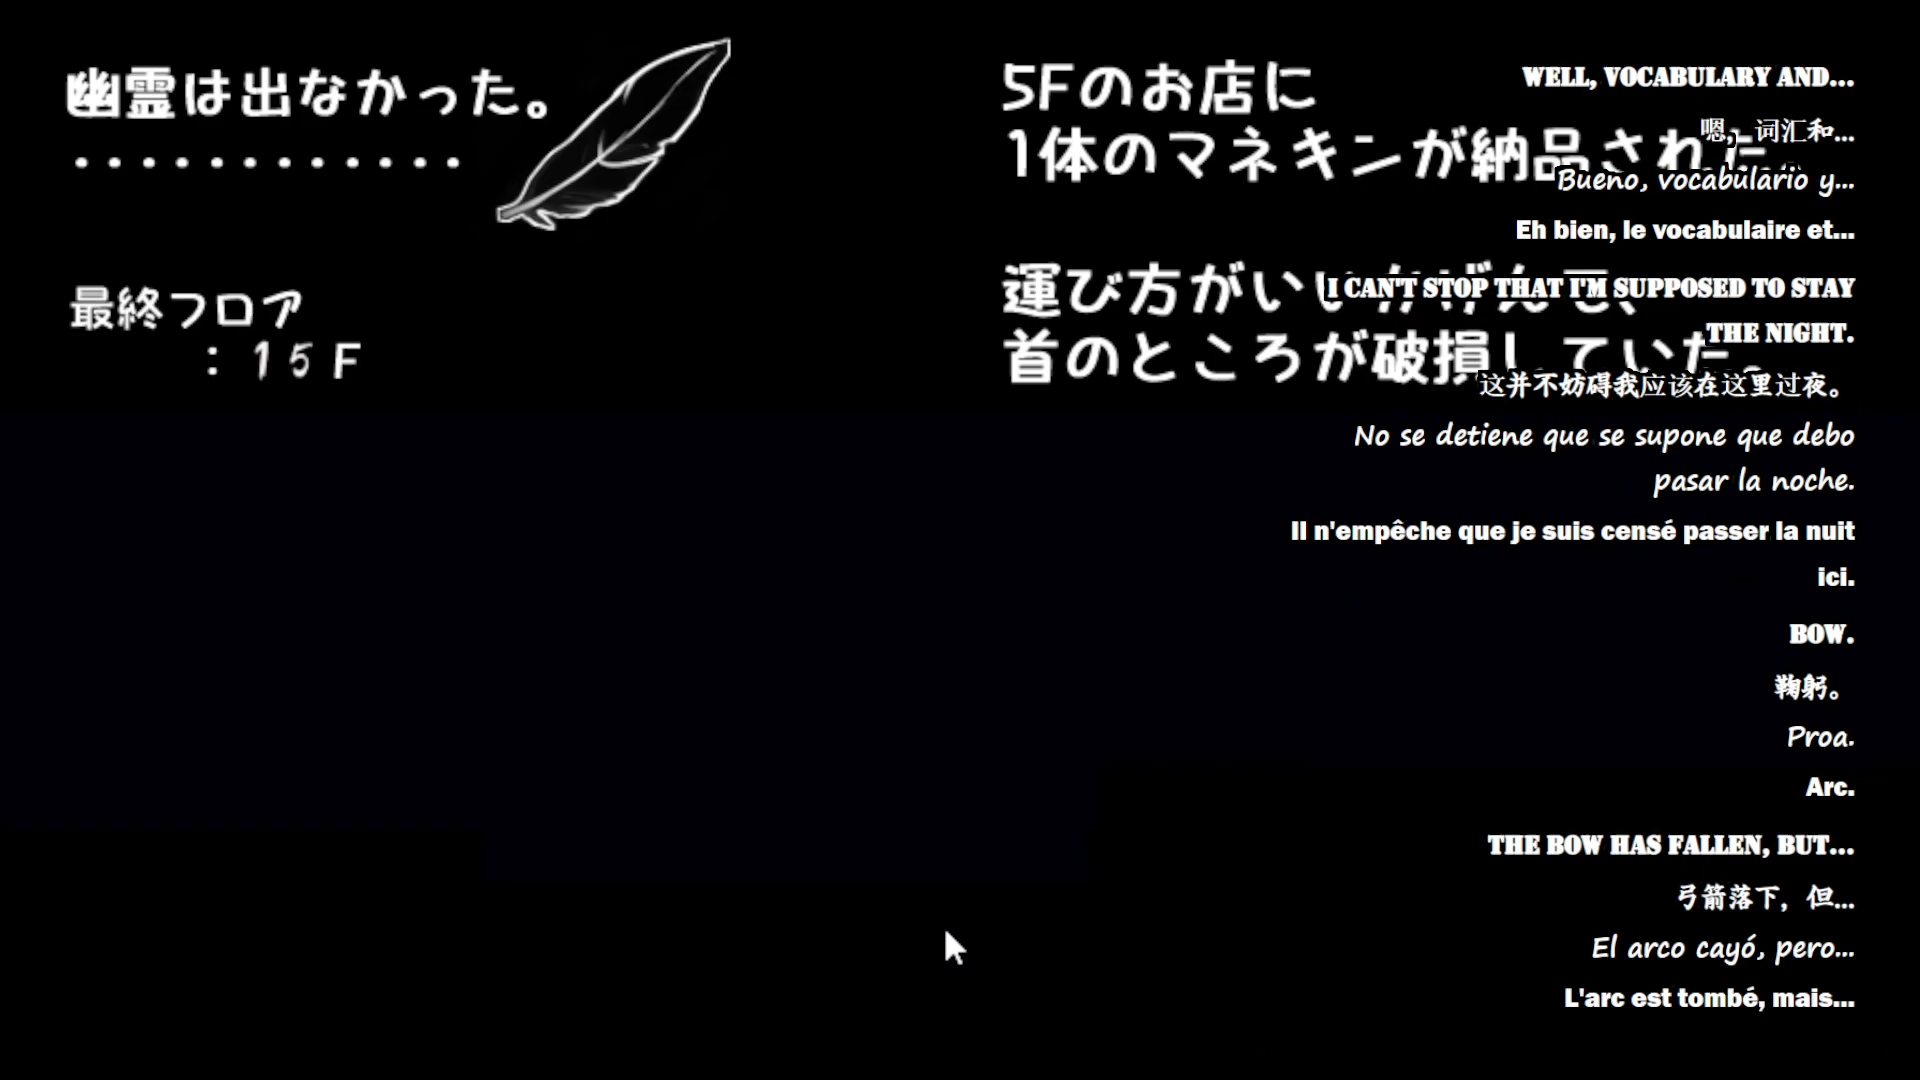 幽霊は出なかった。
・・・・・・・・・・・・
最終フロア
：１５F
5Fのお店に
1体のマネキンが納品された
運び方がいいかげんで、
首のところが破損していた。
WELL, VOCABULARY AND...
嗯，词汇和...
Bueno, vocabulario y...
Eh bien, le vocabulaire et...
I CAN'T STOP THAT I'M SUPPOSED TO STAY
THE NIGHT.
这并不妨碍我应该在这里过夜。
No se detiene que se supone que debo
pasar la noche.
Il n'empêche que je suis censé passer la nuit
ici.
BOW.
鞠躬。
Proa.
Arc.
THE BOW HAS FALLEN, BUT...
弓箭落下，但...
El arco cayó, pero...
L'arc est tombé, mais...